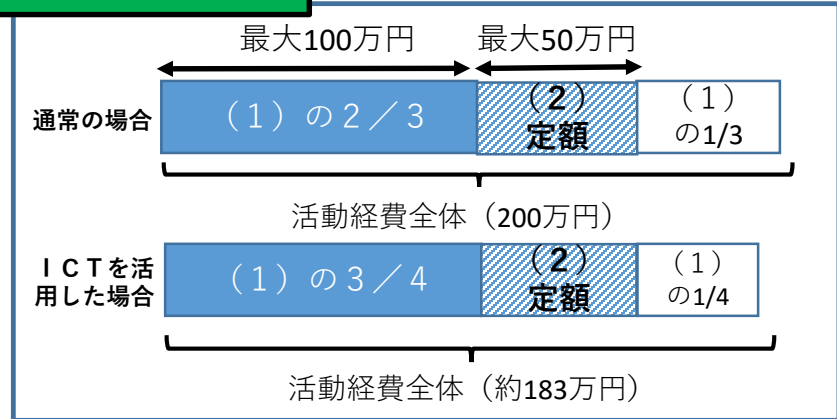 最大100万円 最大50万円
通常の場合
（１）の２／３
（２）
定額
（１）
の1/3
活動経費全体（200万円）
ＩＣＴを活
用した場合
（１）の３／４
（２）
定額
（１）
の1/4
活動経費全体（約183万円）